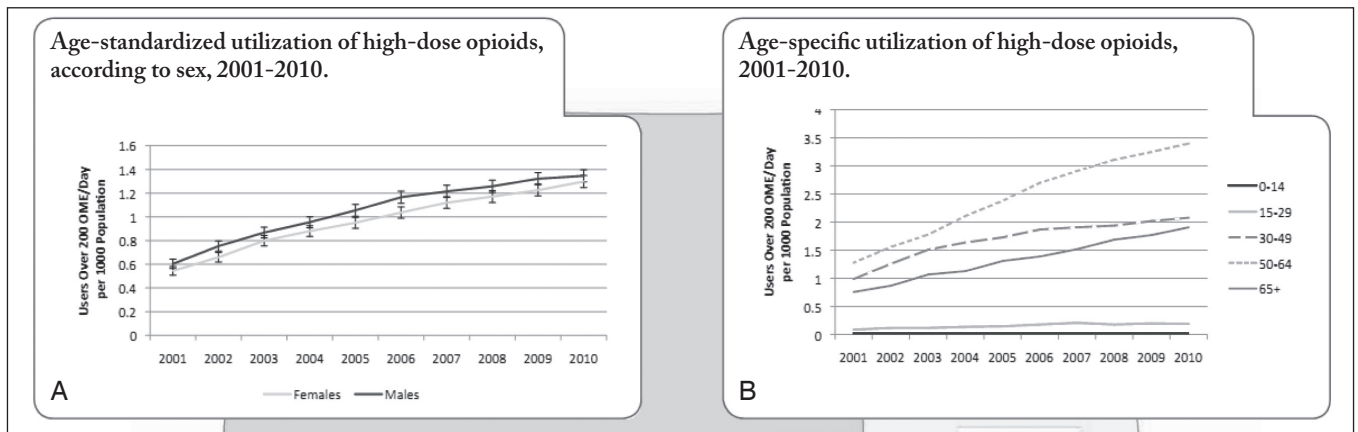 Age-standardized utilization of high-dose opioids,
according to sex, 2001-2010.
Users Over 200 OME/Day
per 1000 Population
1.6
1.4
1.2
1
0.8
0.6
0.4
0.2
0
2001 2002 2003 2004 2005 2006 2007 2008 2009 2010
A
Females Males
Age-specific utilization of high-dose opioids,
2001-2010.
Users Over 200 OME/Day
per 1000 Population
4
3.5
3
2.5
2
1.5
1
0.5
0
2001 2002 2003 2004 2005 2006 2007 2008 2009 2010
0-14
15-29
30-49
50-64
65+
B